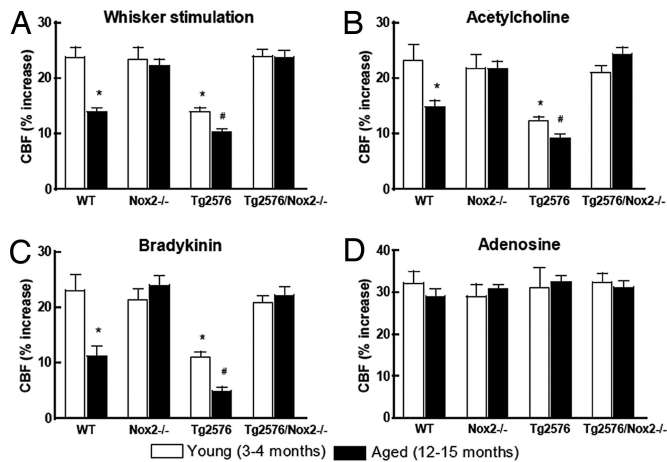 A
Whisker stimulation
30
20
10
0
CBF (% increase)
*
*
#
WT
Nox2-/-
Tg2576
Tg2576/Nox2-/-
B
Acetylcholine
30
20
10
0
CBF (% increase)
*
*
#
WT
Nox2-/-
Tg2576
Tg2576/Nox2-/-
C
Bradykinin
30
20
10
0
CBF (% increase)
*
*
#
WT
Nox2-/-
Tg2576
Tg2576/Nox2-/-
D
Adenosine
40
30
20
10
0
CBF (% increase)
WT
Nox2-/-
Tg2576
Tg2576/Nox2-/-
Young (3-4 months)
Aged (12-15 months)